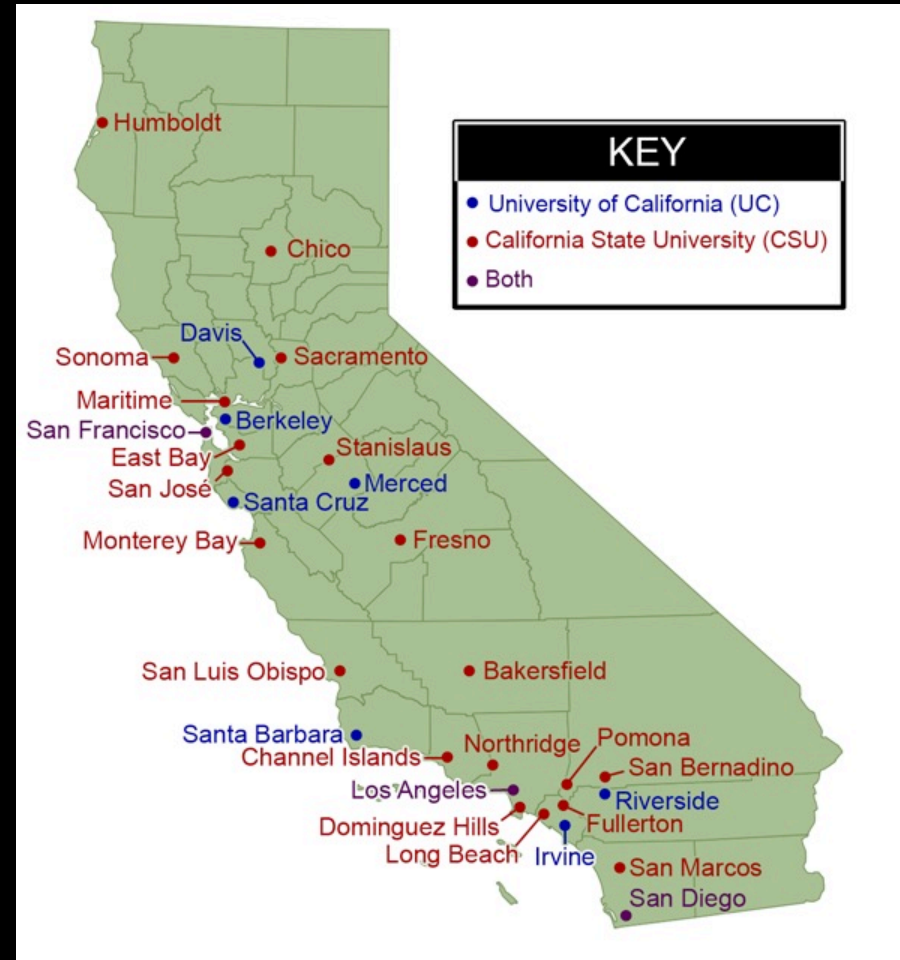 KEY
University of California (UC)
California State University (CSU)
Both
Humboldt
Chico
Davis
Sonoma
Sacramento
Maritime
Berkeley
San Francisco
East Bay
Stanislaus
San José
Merced
Santa Cruz
Monterey Bay
Fresno
San Luis Obispo
Bakersfield
Santa Barbara
Channel Islands
Northridge
Pomona
San Bernadino
Los Angeles
Riverside
Dominguez Hills
Fullerton
Long Beach
Irvine
San Marcos
San Diego